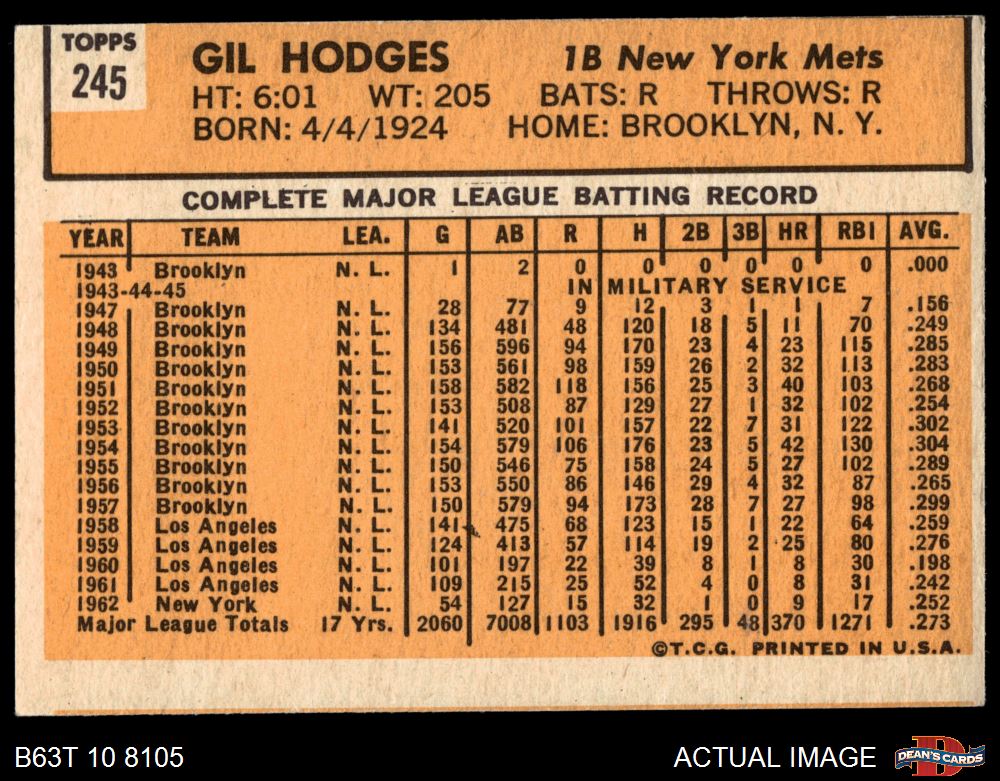 TOPPS
245
GIL HODGES 1B New York Mets
HT: 6:01 WT: 205 BATS: R THROWS: R
BORN: 4/4/1924 HOME: BROOKLYN, N. Y.
COMPLETE MAJOR LEAGUE BATTING RECORD
YEAR TEAM LEA. G AB R H 2B 3B HR RBI AVG.
1943 Brooklyn N. L. 1 2 0 0 0 0 0 0 .000
1943-44-45 IN MILITARY SERVICE
1947 Brooklyn N. L. 28 77 9 12 3 1 1 7 .156
1948 Brooklyn N. L. 134 481 48 120 18 5 11 70 .249
1949 Brooklyn N. L. 156 596 94 170 23 4 23 115 .285
1950 Brooklyn N. L. 153 561 98 159 26 2 32 113 .283
1951 Brooklyn N. L. 158 582 118 156 25 3 40 103 .268
1952 Brooklyn N. L. 153 508 87 129 27 1 32 102 .254
1953 Brooklyn N. L. 141 520 101 157 22 7 31 122 .302
1954 Brooklyn N. L. 154 579 106 176 23 5 42 130 .304
1955 Brooklyn N. L. 150 546 75 158 24 5 27 102 .289
1956 Brooklyn N. L. 153 550 86 146 29 4 32 87 .265
1957 Brooklyn N. L. 150 579 94 173 28 7 27 98 .299
1958 Los Angeles N. L. 141 475 68 123 15 1 22 64 .259
1959 Los Angeles N. L. 124 413 57 114 19 2 25 80 .276
1960 Los Angeles N. L. 101 197 22 39 8 1 8 30 .198
1961 Los Angeles N. L. 109 215 25 52 4 0 8 31 .242
1962 New York N. L. 54 127 15 32 1 0 9 17 .252
Major League Totals 17 Yrs. 2060 7008 1103 1916 295 48 370 1271 .273
©T.C.G. PRINTED IN U.S.A.
B63T 10 8105 ACTUAL IMAGE DEAN'S CARDS